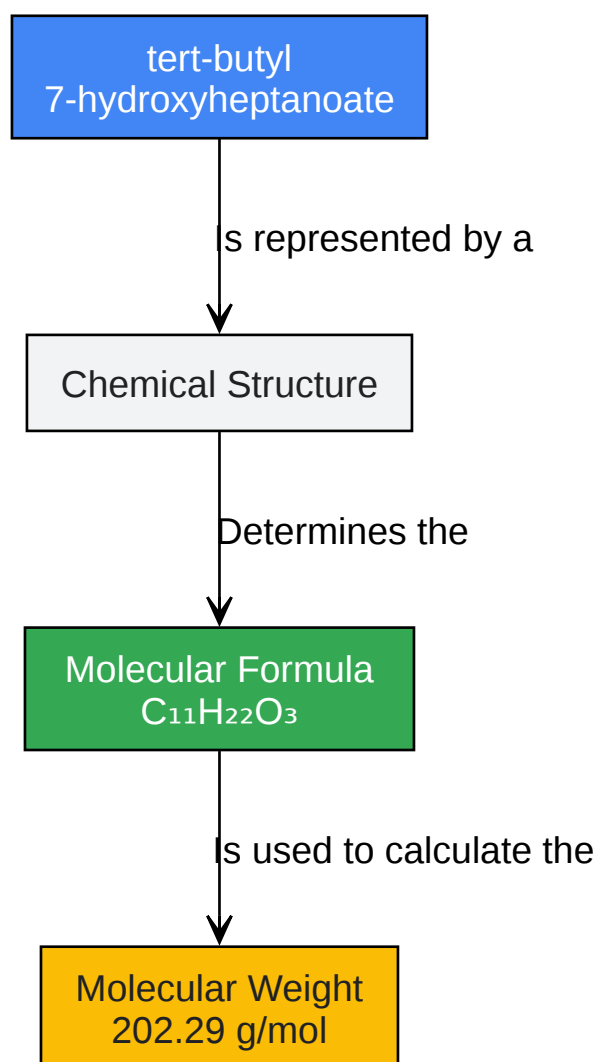 tert-butyl
7-hydroxyheptanoate
Is represented by a
Chemical Structure
Determines the
Molecular Formula
C₁₁H₂₂O₃
Is used to calculate the
Molecular Weight
202.29 g/mol